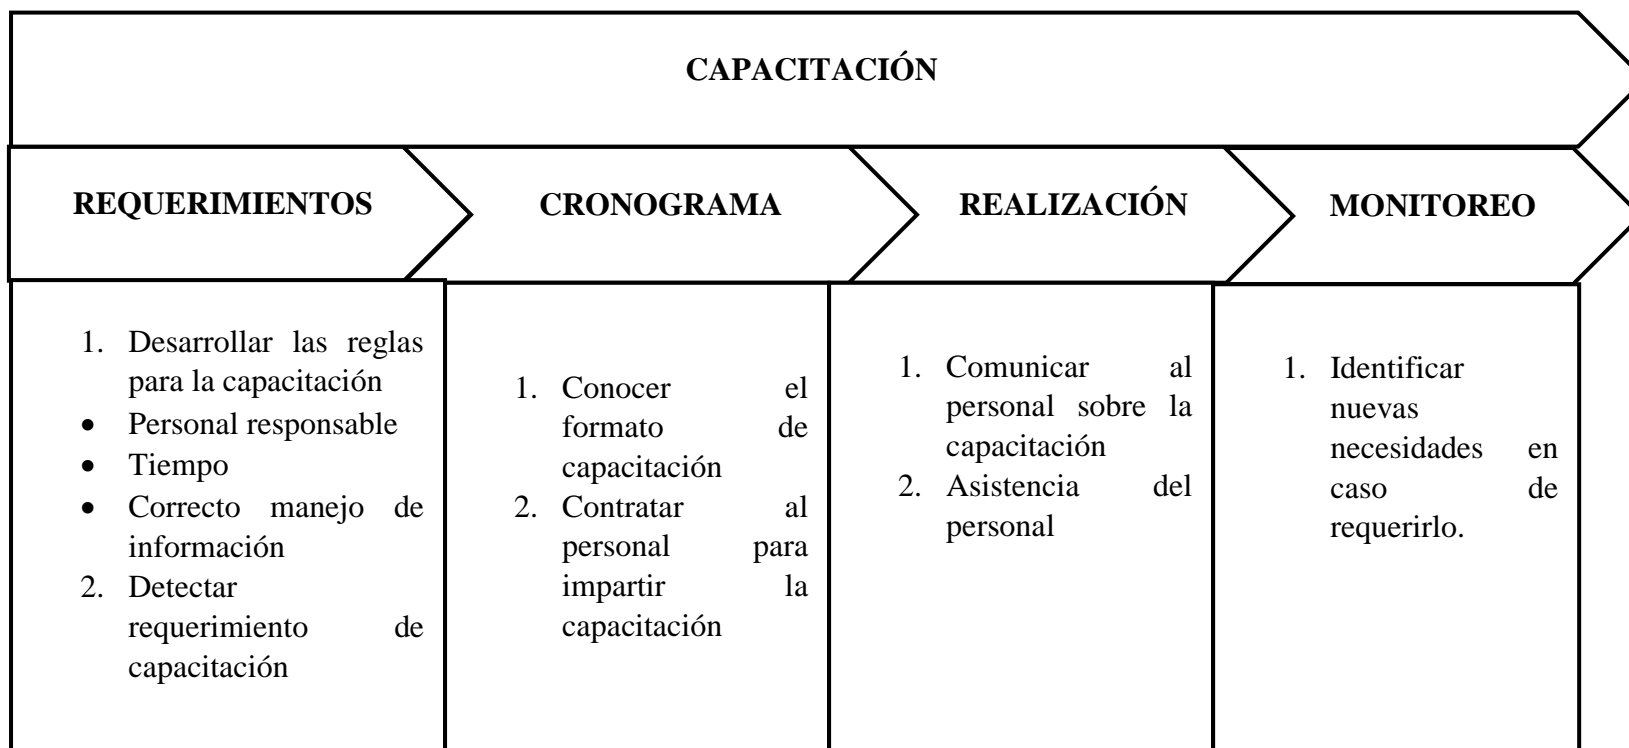 CAPACITACIÓN
REQUERIMIENTOS
CRONOGRAMA
REALIZACIÓN
MONITOREO
1. Desarrollar las reglas
para la capacitación
• Personal responsable
• Tiempo
• Correcto manejo de
información
2. Detectar
requerimiento de
capacitación
1. Conocer el
formato de
capacitación
2. Contratar al
personal para
impartir la
capacitación
1. Comunicar al
personal sobre la
capacitación
2. Asistencia del
personal
1. Identificar
nuevas
necesidades en
caso de
requerirlo.